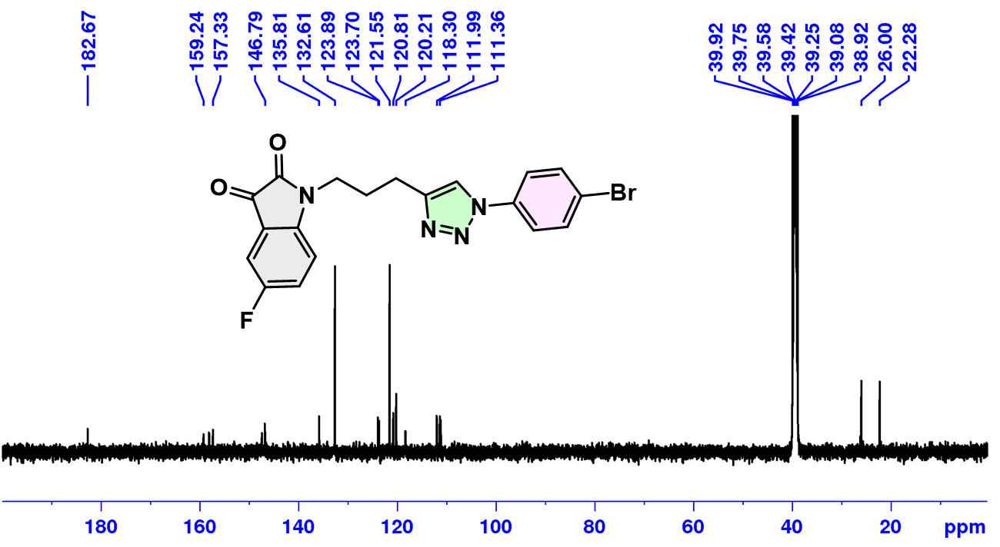 182.67
159.24
157.33
146.79
135.81
132.61
123.89
123.70
121.55
120.81
120.21
118.30
111.99
111.36
39.92
39.75
39.58
39.42
39.25
39.08
38.92
26.00
22.28
O
O
N
N
N
N
Br
F
180 160 140 120 100 80 60 40 20 ppm